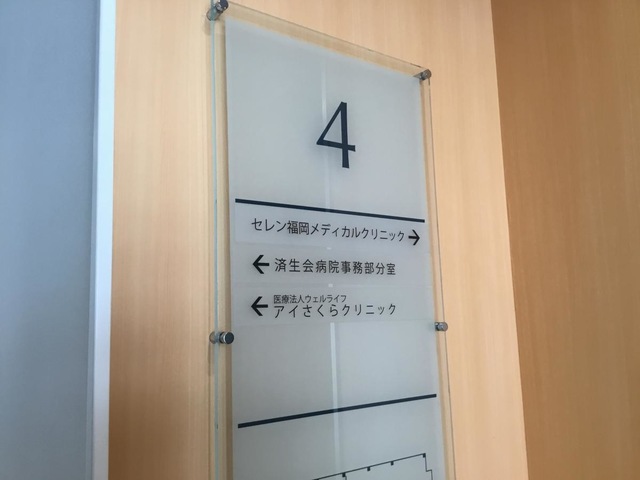 4
セレン福岡メディカルクリニック →
← 済生会病院事務部分室
医療法人ウェルライフ
← アイさくらクリニック